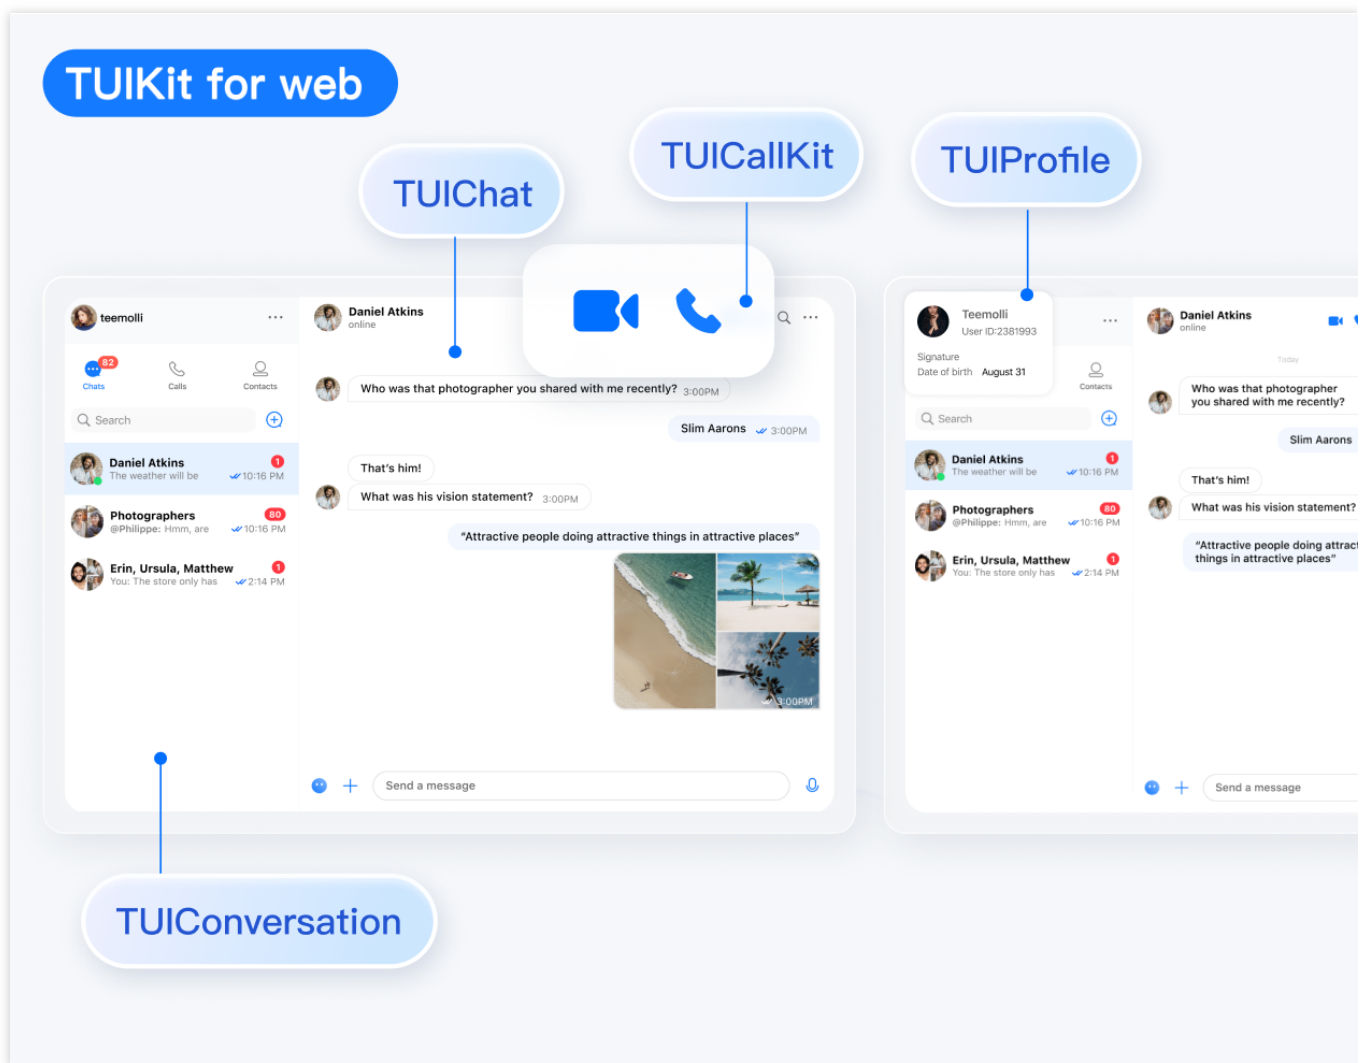 TUIKit for web
TUIChat
TUICallKit
TUIProfile
teemolli
82
Chats
Calls
Contacts
Search
Daniel Atkins
1
The weather will be
10:16 PM
Photographers
80
@Philippe: Hmm, are
10:16 PM
Erin, Ursula, Matthew
1
You: The store only has
2:14 PM
Daniel Atkins
online
Who was that photographer you shared with me recently? 3:00PM
Slim Aarons 3:00PM
That's him!
What was his vision statement? 3:00PM
“Attractive people doing attractive things in attractive places”
3:00PM
Send a message
Teemolli
User ID:2381993
Signature
Date of birth August 31
Contacts
Search
Daniel Atkins
1
The weather will be
10:16 PM
Photographers
80
@Philippe: Hmm, are
10:16 PM
Erin, Ursula, Matthew
1
You: The store only has
2:14 PM
Daniel Atkins
online
Today
Who was that photographer
you shared with me recently?
Slim Aarons
That's him!
What was his vision statement?
“Attractive people doing attract
things in attractive places”
Send a message
TUIConversation